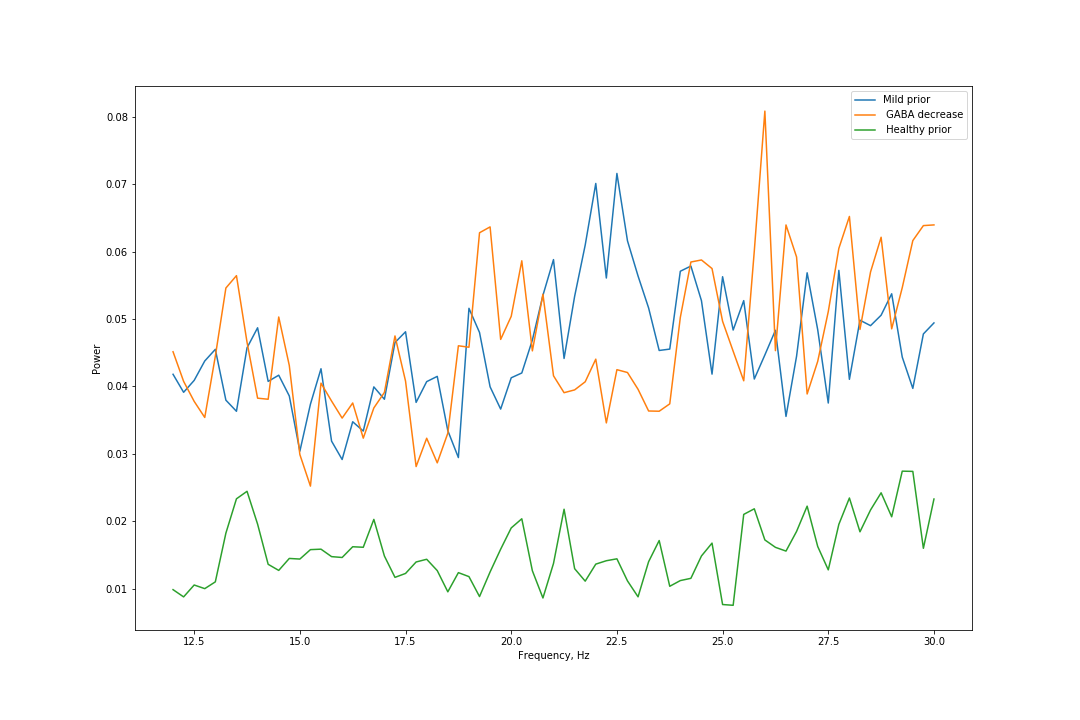 Mild prior
GABA decrease
Healthy prior
0.08
0.07
0.06
0.05
0.04
0.03
0.02
0.01
Power
12.5 15.0 17.5 20.0 22.5 25.0 27.5 30.0
Frequency, Hz